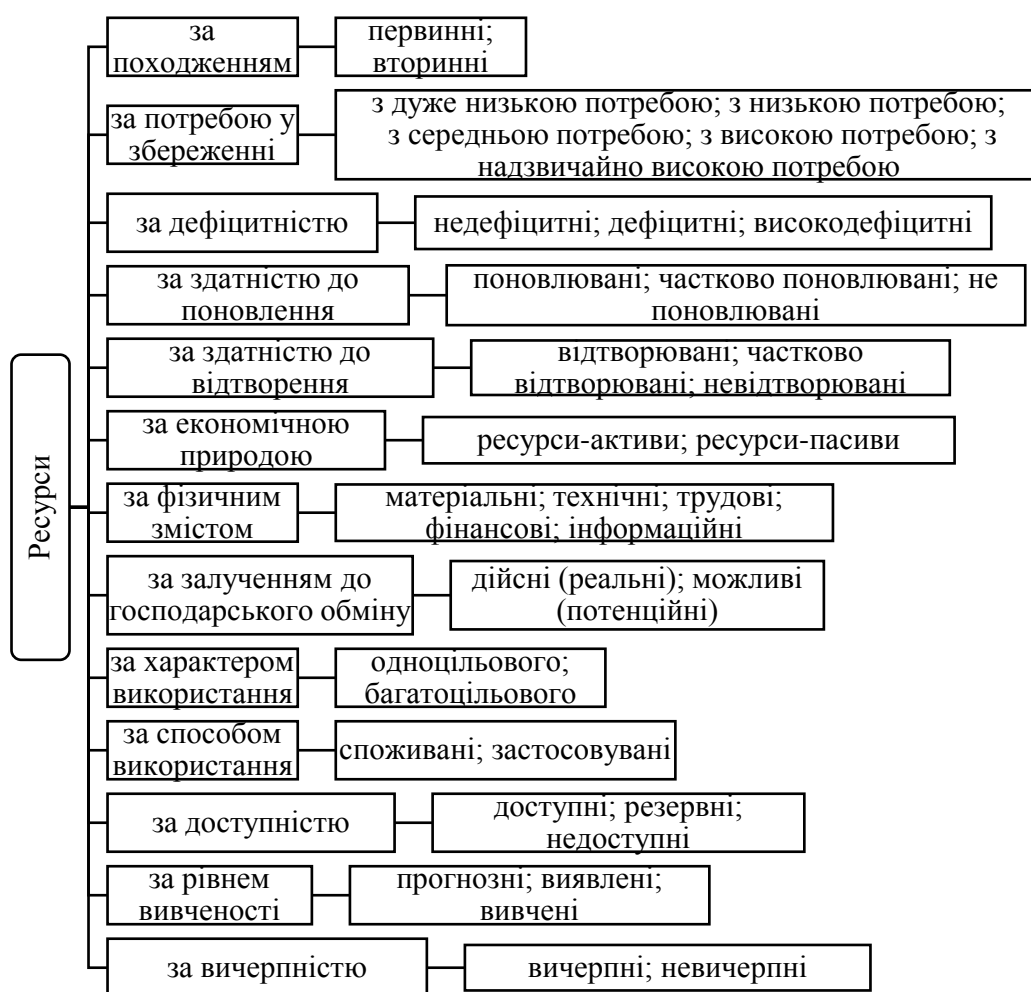 Ресурси
за
походженням
первинні;
вторинні
за потребою у
збереженні
з дуже низькою потребою; з низькою потребою;
з середньою потребою; з високою потребою; з
надзвичайно високою потребою
за дефіцитністю
недефіцитні; дефіцитні; високодефіцитні
за здатністю до
поновлення
поновлювані; частково поновлювані; не
поновлювані
за здатністю до
відтворення
відтворювані; частково
відтворювані; невідтворювані
за економічною
природою
ресурси-активи; ресурси-пасиви
за фізичним
змістом
матеріальні; технічні; трудові;
фінансові; інформаційні
за залученням до
господарського обміну
дійсні (реальні); можливі
(потенційні)
за характером
використання
одноцільового;
багатоцільового
за способом
використання
споживані; застосовувані
за доступністю
доступні; резервні;
недоступні
за рівнем
вивченості
прогнозні; виявлені;
вивчені
за вичерпністю
вичерпні; невичерпні